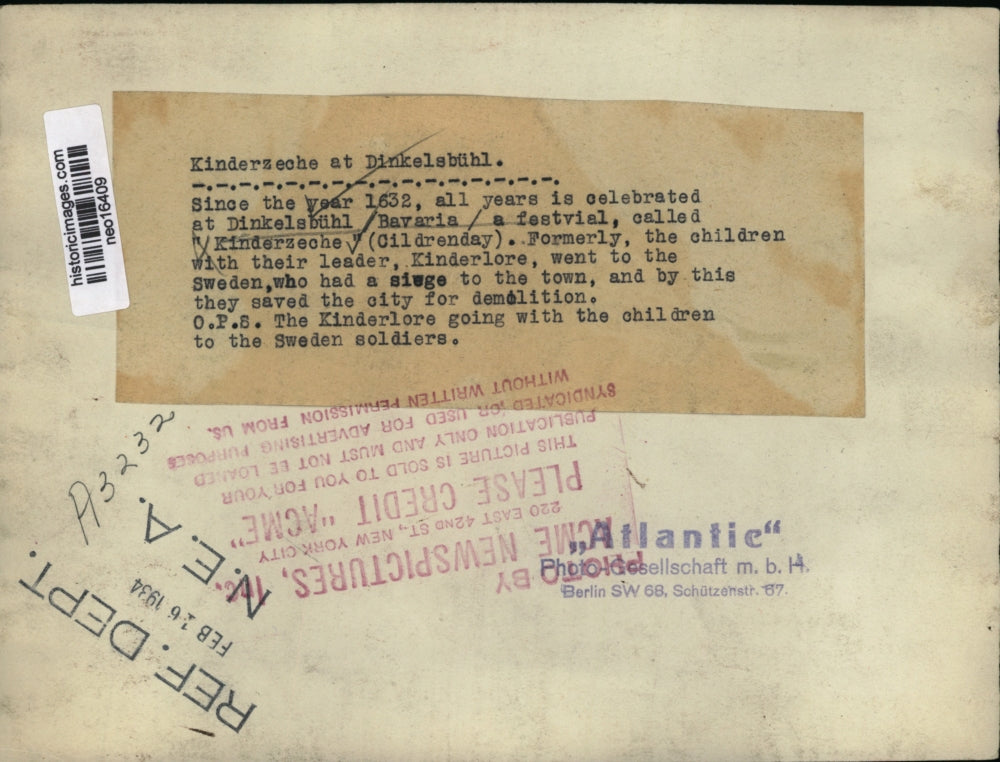 historicimages.com
neo16409
Kinderzeche at Dinkelsbühl.
-.-.-.-.-.-.-.-.-.-.-.-.-.-.-.-.
Since the year 1632, all years is celebrated
at Dinkelsbühl / Bavaria / a festvial, called
" Kinderzeche " (Cildrenday). Formerly, the children
with their leader, Kinderlore, went to the
Sweden,who had a siege to the town, and by this
they saved the city for demolition.
O.P.S. The Kinderlore going with the children
to the Sweden soldiers.
A3232
PHOTO BY
ACME NEWSPICTURES, Inc.
220 EAST 42ND ST., NEW YORK CITY
PLEASE CREDIT "ACME"
THIS PICTURE IS SOLD TO YOU FOR YOUR
PUBLICATION ONLY AND MUST NOT BE LOANED
SYNDICATED OR USED FOR ADVERTISING PURPOSES
WITHOUT WRITTEN PERMISSION FROM US.
„Atlantic“
Photo-Gesellschaft m. b. H.
Berlin SW 68, Schützenstr. 67.
REF. DEPT.
FEB 16 1934
N. E. A.